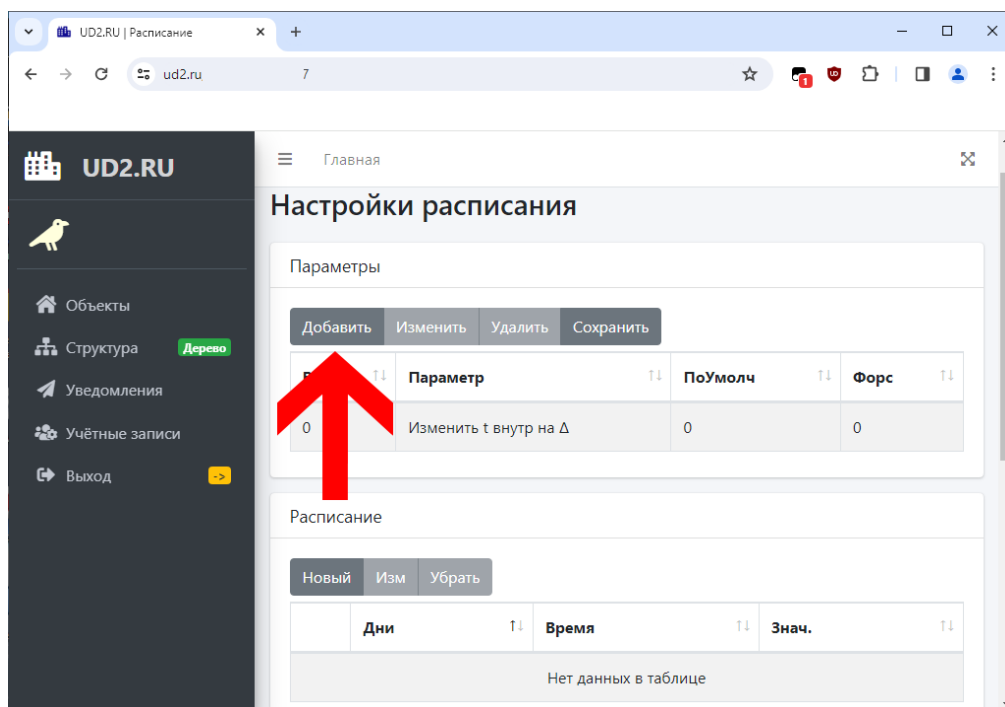 UD2.RU | Расписание
ud2.ru 7
1
UD2.RU
Главная
Настройки расписания
Объекты
Структура Дерево
Уведомления
Учётные записи
Выход ->
Параметры
Добавить Изменить Удалить Сохранить
Параметр ПоУмолч Форс
0 Изменить t внутр на Δ 0 0
Расписание
Новый Изм Убрать
Дни Время Знач.
Нет данных в таблице